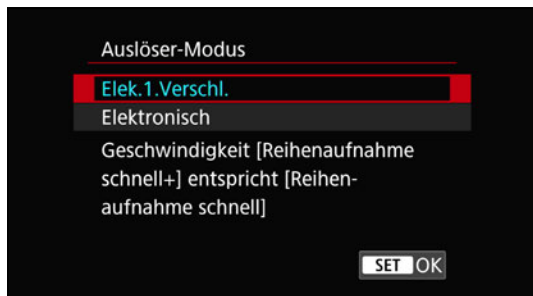 Auslöser-Modus
Elek.1.Verschl.
Elektronisch
Geschwindigkeit [Reihenaufnahme
schnell+] entspricht [Reihen-
aufnahme schnell]
SET OK